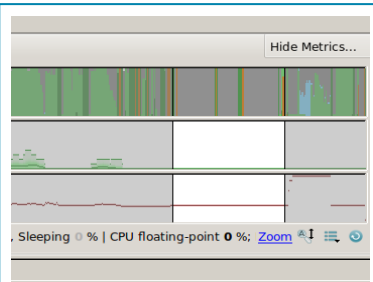 Hide Metrics...
, Sleeping 0 % | CPU floating-point 0 %; Zoom